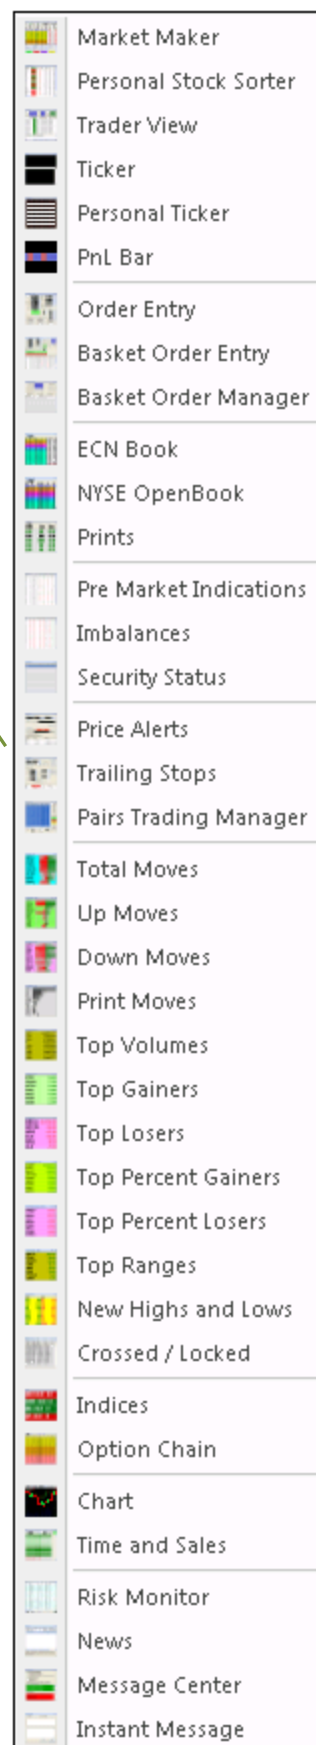 Market Maker
Personal Stock Sorter
Trader View
Ticker
Personal Ticker
PnL Bar
Order Entry
Basket Order Entry
Basket Order Manager
ECN Book
NYSE OpenBook
Prints
Pre Market Indications
Imbalances
Security Status
Price Alerts
Trailing Stops
Pairs Trading Manager
Total Moves
Up Moves
Down Moves
Print Moves
Top Volumes
Top Gainers
Top Losers
Top Percent Gainers
Top Percent Losers
Top Ranges
New Highs and Lows
Crossed / Locked
Indices
Option Chain
Chart
Time and Sales
Risk Monitor
News
Message Center
Instant Message